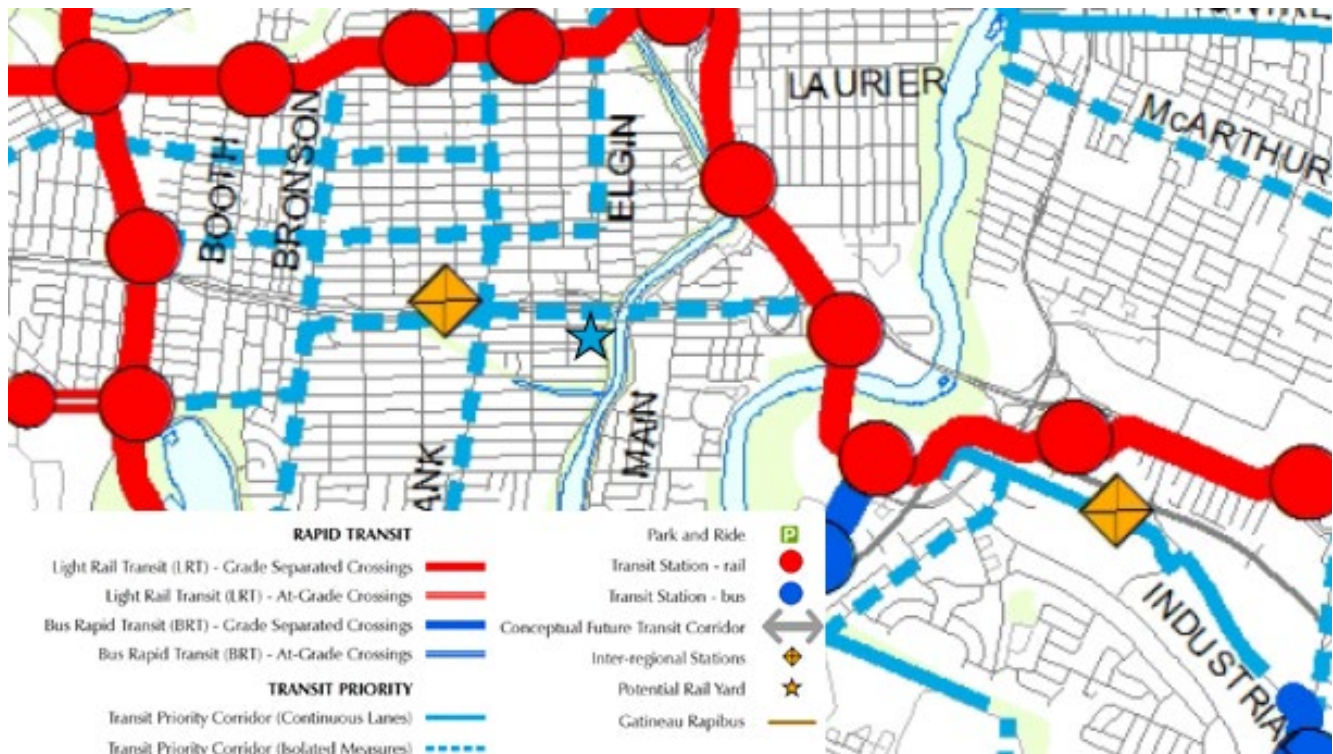 LAURIER
McARTHUR
BOOTH
BRONSON
ELGIN
MAIN
ANK
INDUSTRIA
RAPID TRANSIT
Light Rail Transit (LRT) - Grade Separated Crossings
Light Rail Transit (LRT) - At-Grade Crossings
Bus Rapid Transit (BRT) - Grade Separated Crossings
Bus Rapid Transit (BRT) - At-Grade Crossings
TRANSIT PRIORITY
Transit Priority Corridor (Continuous Lanes)
Transit Priority Corridor (Isolated Measures)
Park and Ride P
Transit Station - rail
Transit Station - bus
Conceptual Future Transit Corridor
Inter-regional Stations
Potential Rail Yard
Gatineau Rapibus